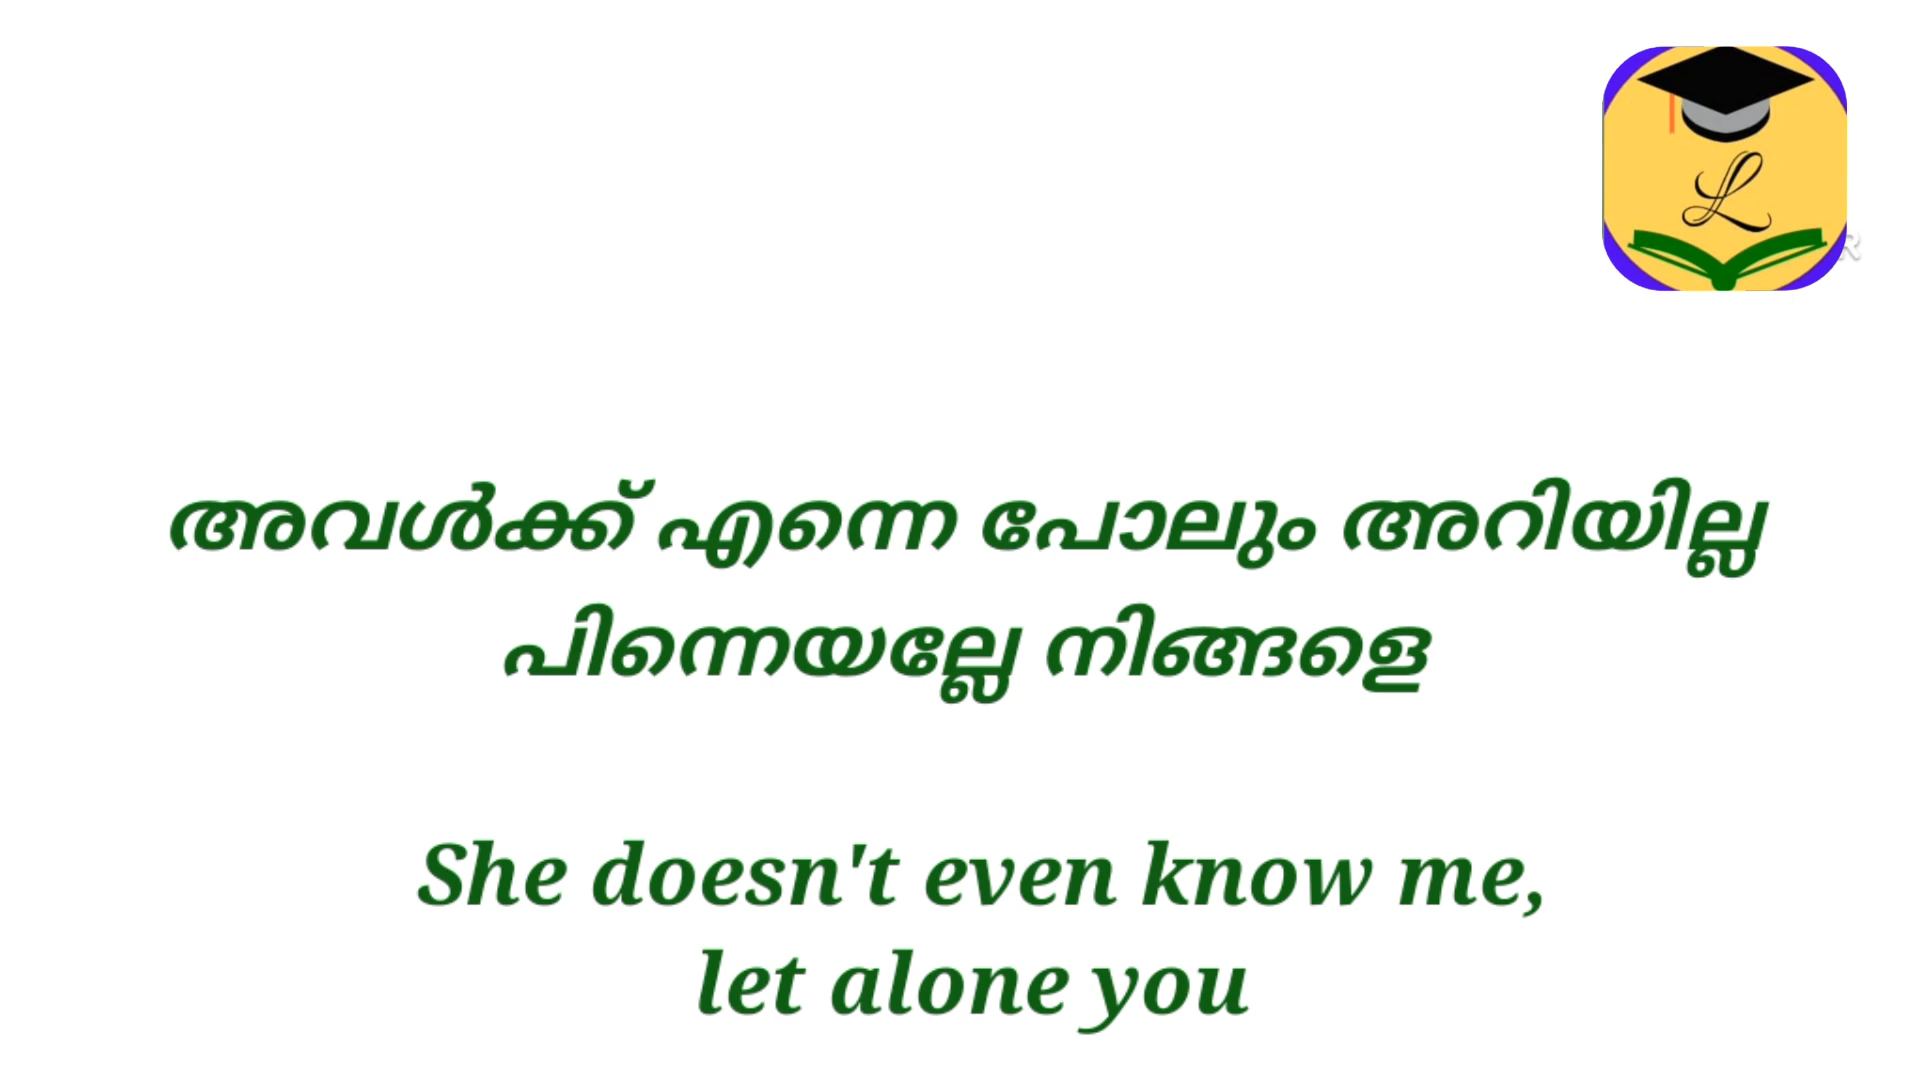 L
അവൾക്ക് എന്നെ പോലും അറിയില്ല
പിന്നെയല്ലേ നിങ്ങളെ
She doesn't even know me,
let alone you